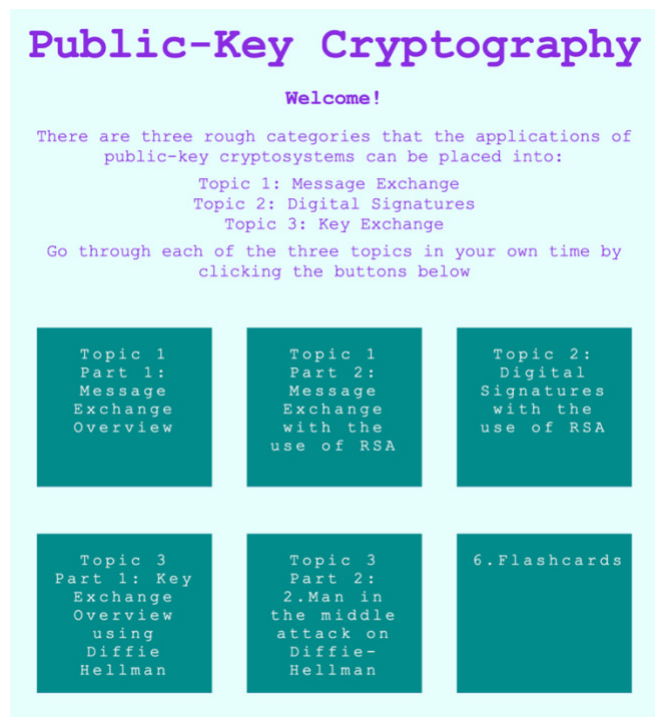 Public-Key Cryptography
Welcome!
There are three rough categories that the applications of
public-key cryptosystems can be placed into:
Topic 1: Message Exchange
Topic 2: Digital Signatures
Topic 3: Key Exchange
Go through each of the three topics in your own time by
clicking the buttons below
Topic 1
Part 1:
Message
Exchange
Overview
Topic 1
Part 2:
Message
Exchange
with the
use of RSA
Topic 2:
Digital
Signatures
with the
use of RSA
Topic 3
Part 1: Key
Exchange
Overview
using
Diffie
Hellman
Topic 3
Part 2:
2.Man in
the middle
attack on
Diffie-
Hellman
6.Flashcards